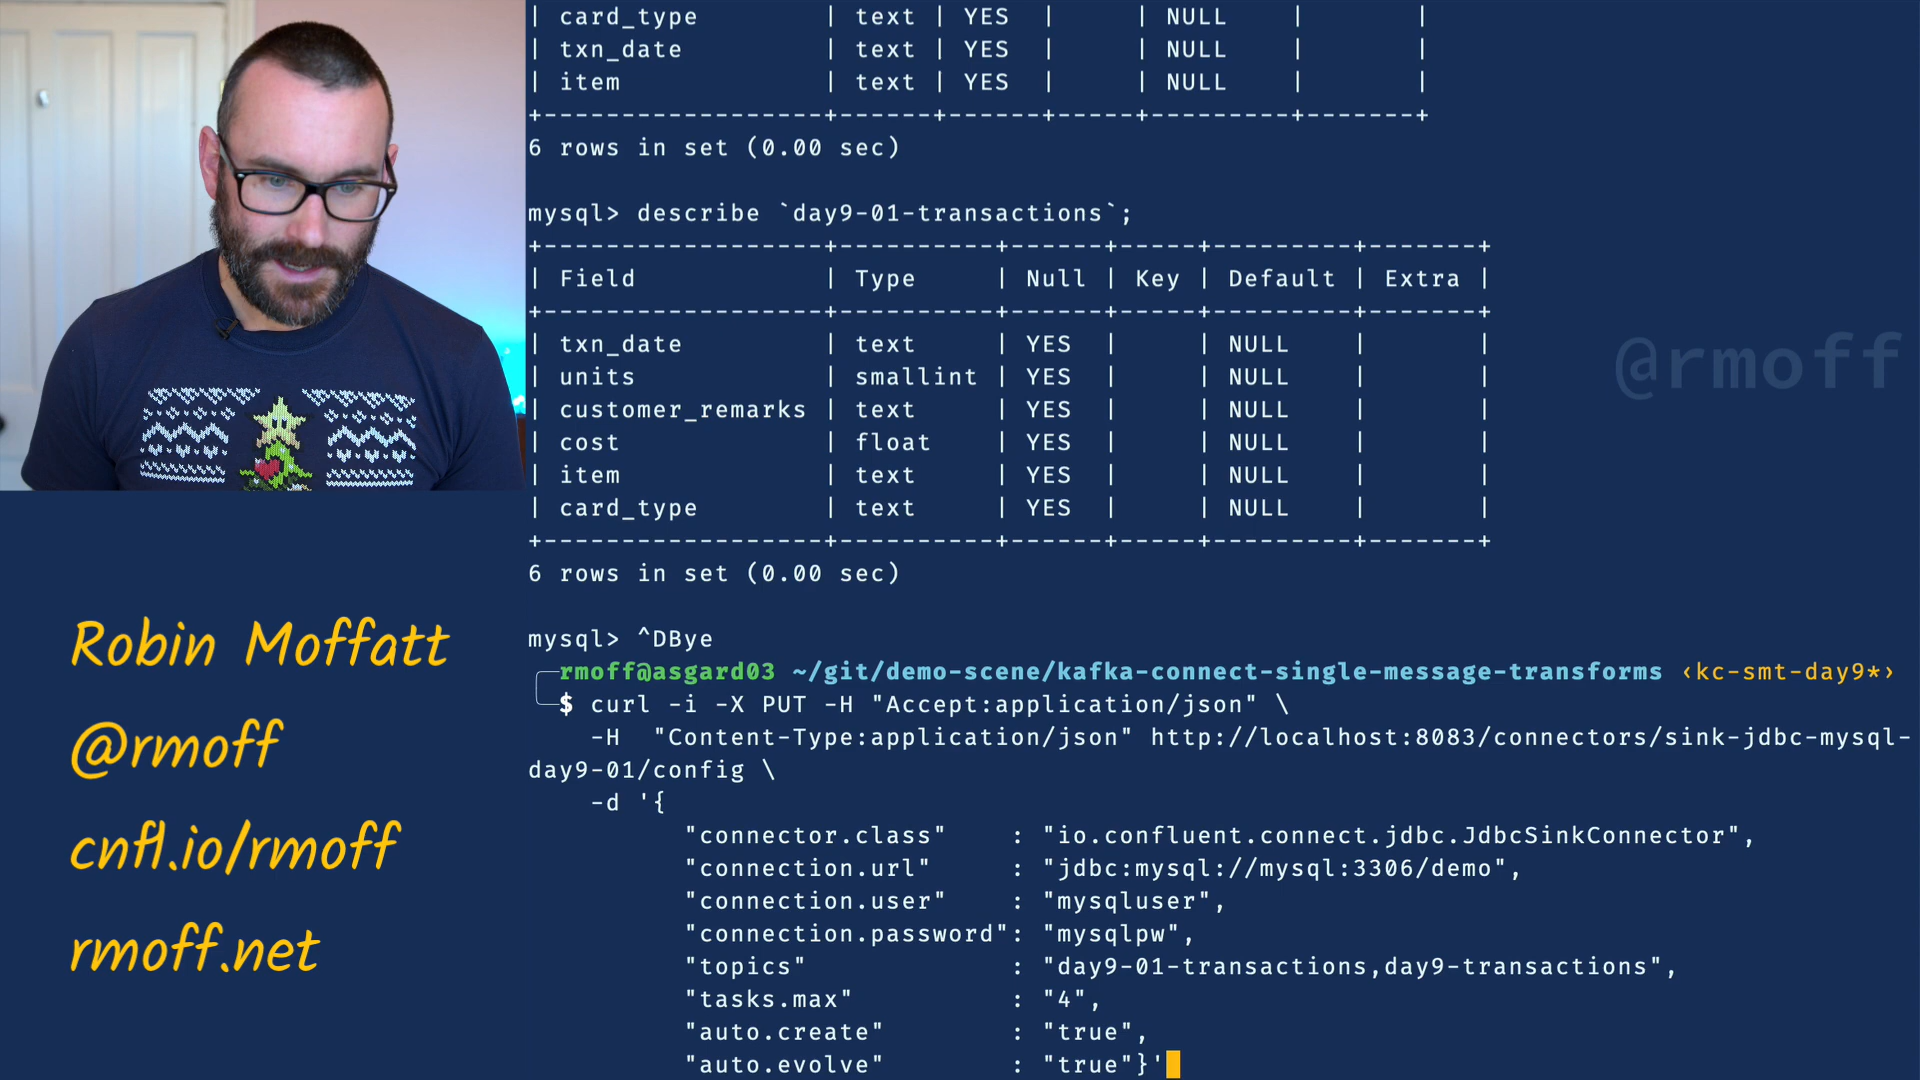 | card_type | text | YES | | NULL | |
| txn_date | text | YES | | NULL | |
| item | text | YES | | NULL | |
+------------------+------+------+-----+---------+-------+
6 rows in set (0.00 sec)
mysql> describe `day9-01-transactions`;
+------------------+----------+------+-----+---------+-------+
| Field | Type | Null | Key | Default | Extra |
+------------------+----------+------+-----+---------+-------+
| txn_date | text | YES | | NULL | |
| units | smallint | YES | | NULL | |
| customer_remarks | text | YES | | NULL | |
| cost | float | YES | | NULL | |
| item | text | YES | | NULL | |
| card_type | text | YES | | NULL | |
+------------------+----------+------+-----+---------+-------+
6 rows in set (0.00 sec)
mysql> ^DBye
rmoff@asgard03 ~/git/demo-scene/kafka-connect-single-message-transforms ‹kc-smt-day9*›
$ curl -i -X PUT -H "Accept:application/json" \
-H "Content-Type:application/json" http://localhost:8083/connectors/sink-jdbc-mysql-
day9-01/config \
-d '{
"connector.class" : "io.confluent.connect.jdbc.JdbcSinkConnector",
"connection.url" : "jdbc:mysql://mysql:3306/demo",
"connection.user" : "mysqluser",
"connection.password": "mysqlpw",
"topics" : "day9-01-transactions,day9-transactions",
"tasks.max" : "4",
"auto.create" : "true",
"auto.evolve" : "true"}'
@rmoff
Robin Moffatt
@rmoff
cnfl.io/rmoff
rmoff.net